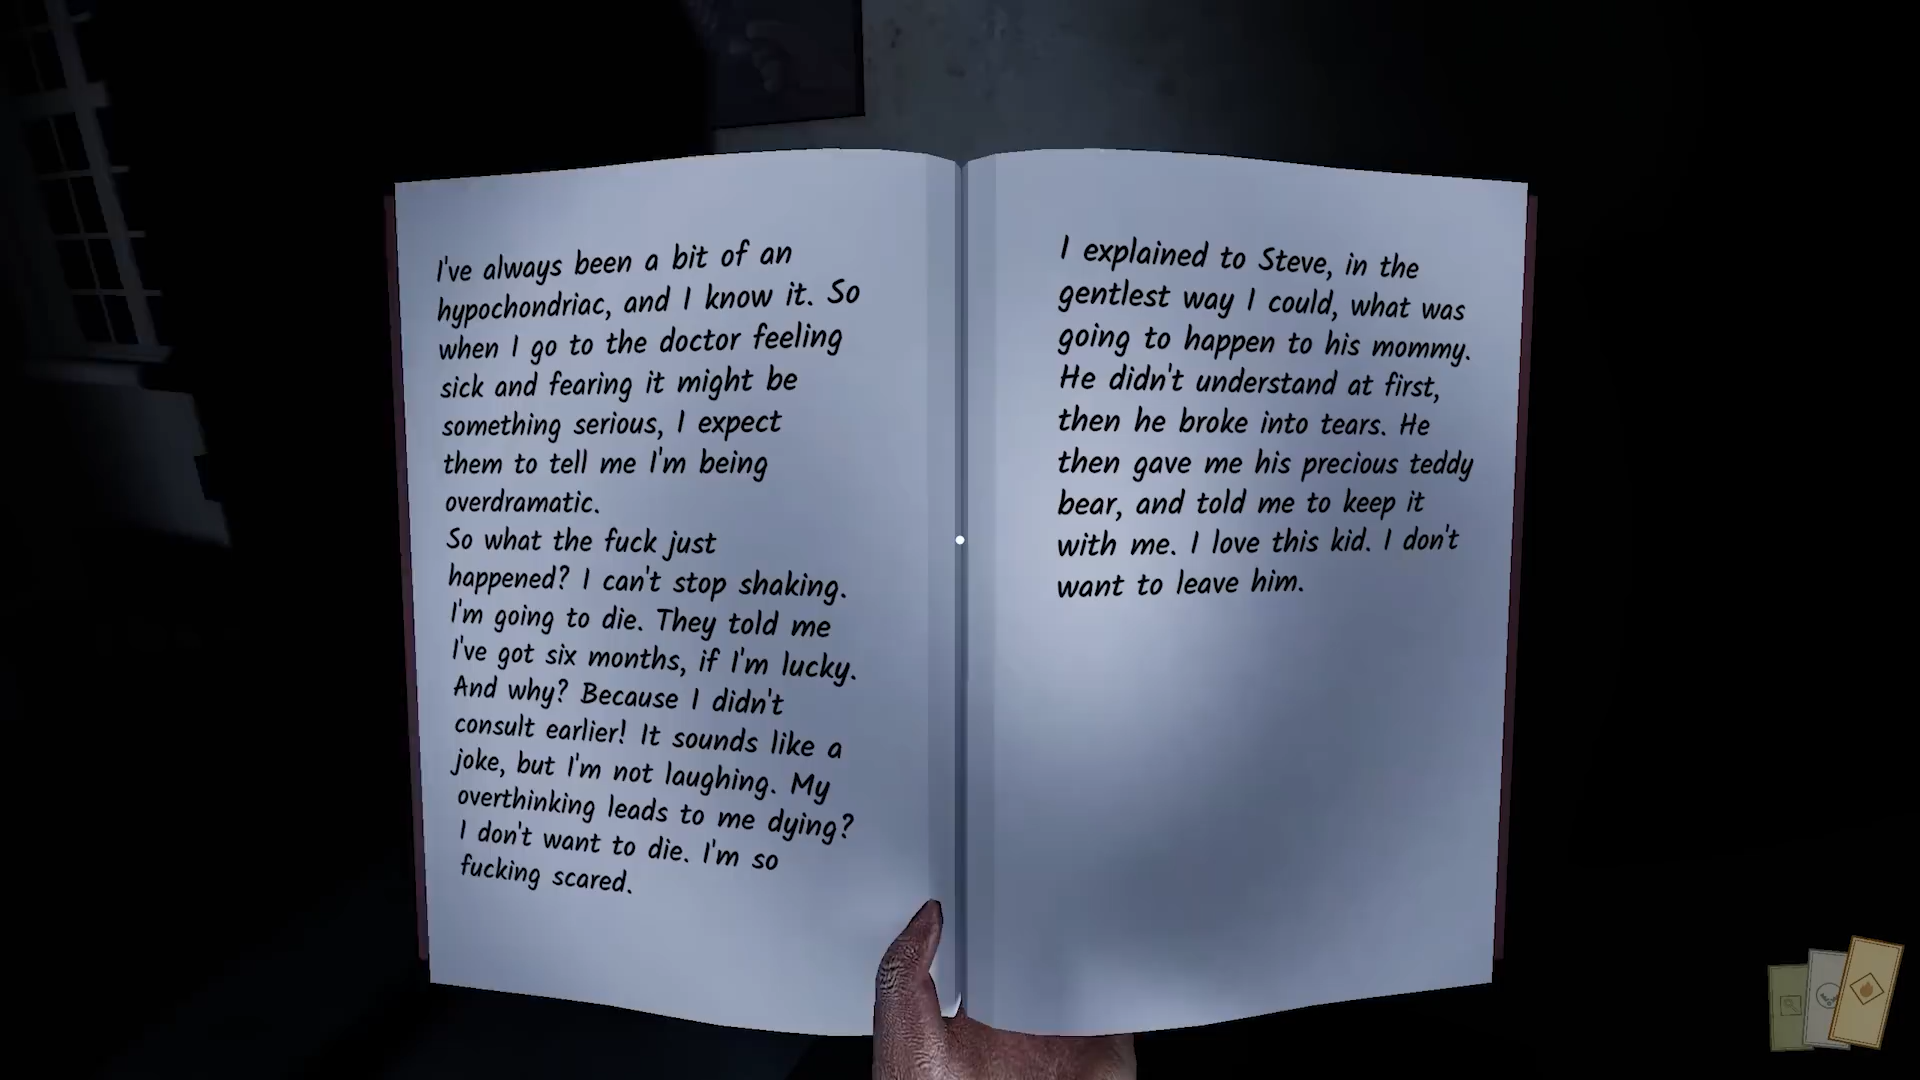 I've always been a bit of an
hypochondriac, and I know it. So
when I go to the doctor feeling
sick and fearing it might be
something serious, I expect
them to tell me I'm being
overdramatic.
So what the fuck just
happened? I can't stop shaking.
I'm going to die. They told me
I've got six months, if I'm lucky.
And why? Because I didn't
consult earlier! It sounds like a
joke, but I'm not laughing. My
overthinking leads to me dying?
I don't want to die. I'm so
fucking scared.
I explained to Steve, in the
gentlest way I could, what was
going to happen to his mommy.
He didn't understand at first,
then he broke into tears. He
then gave me his precious teddy
bear, and told me to keep it
with me. I love this kid. I don't
want to leave him.